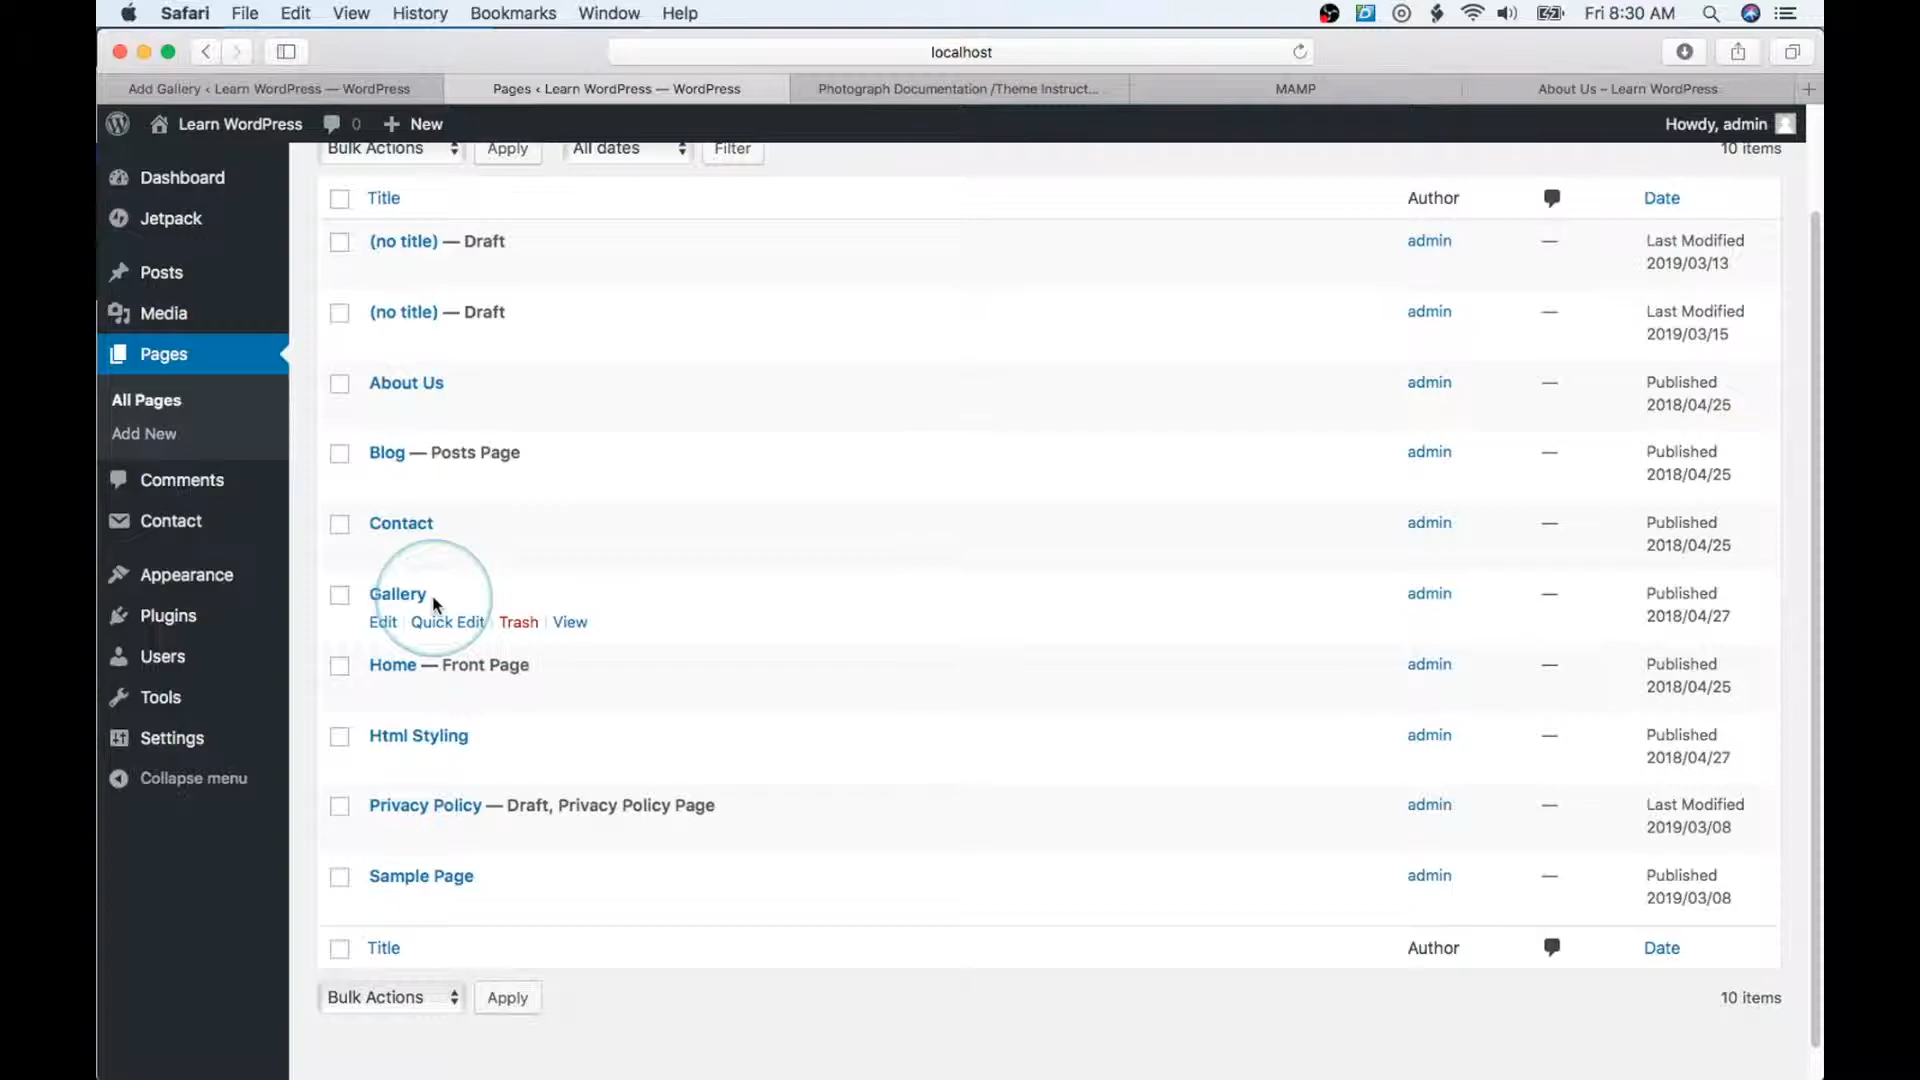 Safari File Edit View History Bookmarks Window Help Fri 8:30 AM
localhost
Add Gallery ‹ Learn WordPress — WordPress Pages ‹ Learn WordPress — WordPress Photograph Documentation /Theme Instruct... MAMP About Us – Learn WordPress
Learn WordPress 0 New Howdy, admin
Bulk Actions Apply All dates Filter 10 items
Dashboard
Jetpack
Posts
Media
Pages
All Pages
Add New
Comments
Contact
Appearance
Plugins
Users
Tools
Settings
Collapse menu
Title Author Date
(no title) — Draft admin — Last Modified
2019/03/13
(no title) — Draft admin — Last Modified
2019/03/15
About Us admin — Published
2018/04/25
Blog — Posts Page admin — Published
2018/04/25
Contact admin — Published
2018/04/25
Gallery admin — Published
2018/04/27
Edit | Quick Edit | Trash | View
Home — Front Page admin — Published
2018/04/25
Html Styling admin — Published
2018/04/27
Privacy Policy — Draft, Privacy Policy Page admin — Last Modified
2019/03/08
Sample Page admin — Published
2019/03/08
Title Author Date
Bulk Actions Apply 10 items